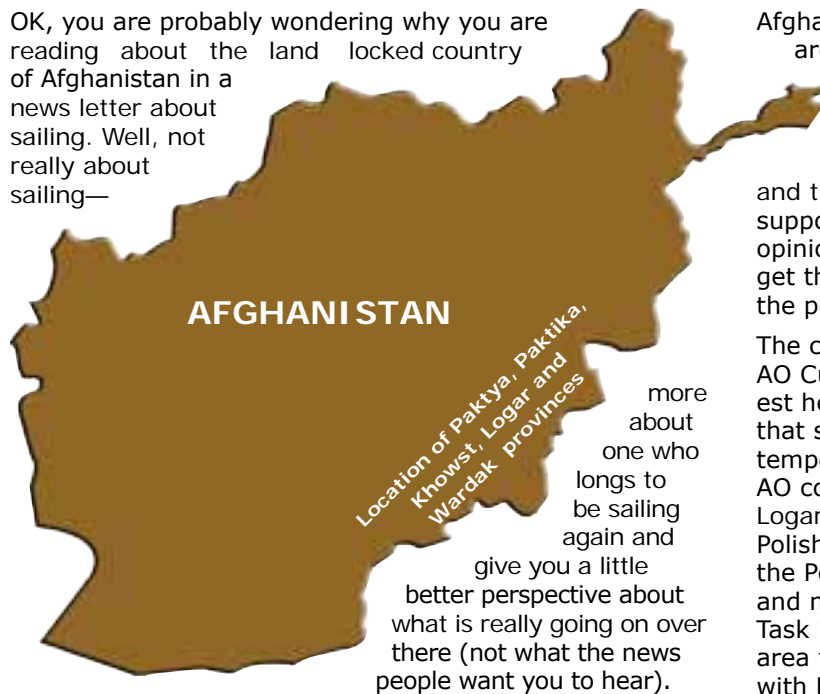 OK, you are probably wondering why you are
reading about the land locked country
of Afghanistan in a
news letter about
sailing. Well, not
really about
sailing—
AFGHANISTAN
Location of Paktya, Paktika,
Khowst, Logar and
Wardak provinces
more
about
one who
longs to
be sailing
again and
give you a little
better perspective about
what is really going on over
there (not what the news
people want you to hear).
Afgha
ar
and t
suppo
opinio
get th
the p
The c
AO Cu
est he
that s
tempe
AO co
Logar
Polish
the Po
and n
Task
area
with